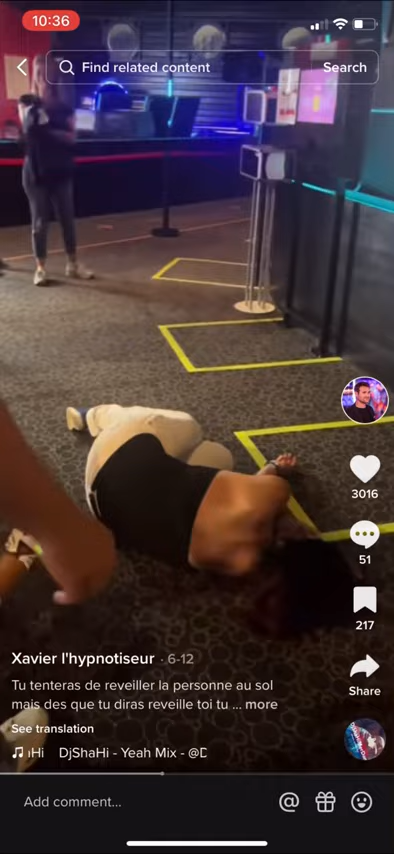 10:36
Find related content
Search
3016
51
217
Xavier l'hypnotiseur · 6-12
Tu tenteras de reveiller la personne au sol
mais des que tu diras reveille toi tu ... more
Share
See translation
DjShaHi - Yeah Mix - @D
Add comment...